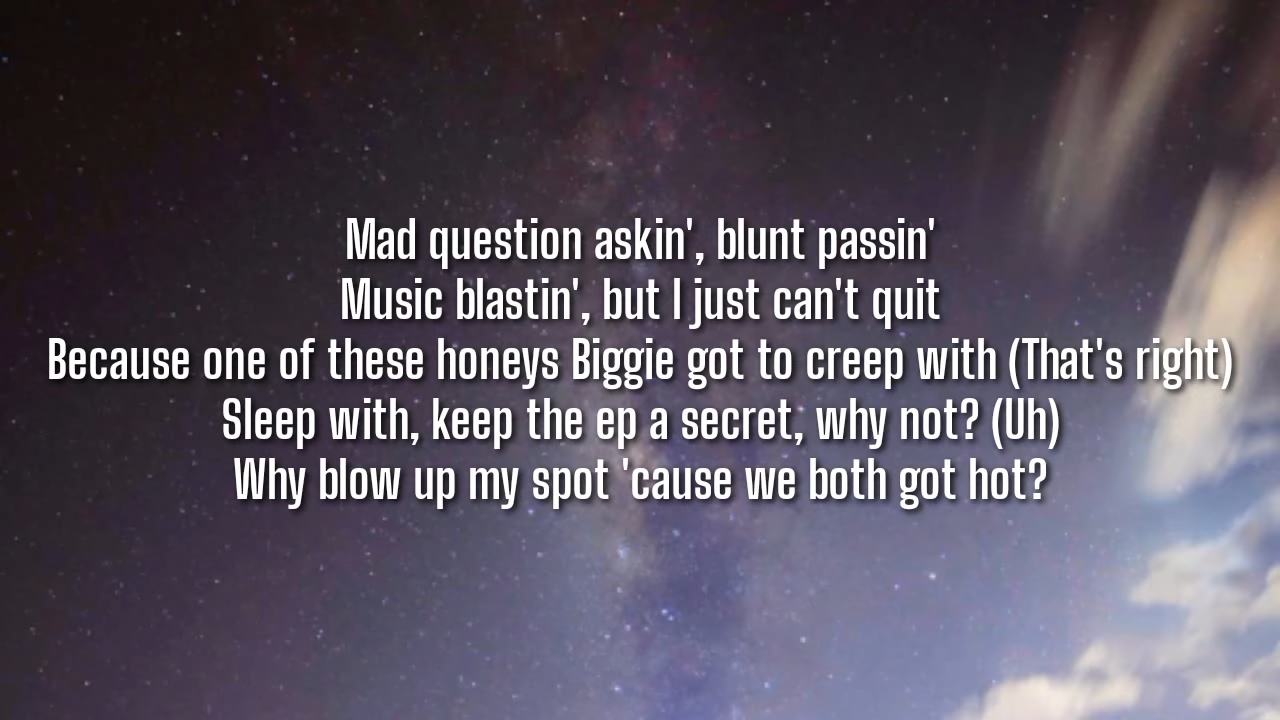 Mad question askin', blunt passin'
Music blastin', but I just can't quit
Because one of these honeys Biggie got to creep with (That's right)
Sleep with, keep the ep a secret, why not? (Uh)
Why blow up my spot 'cause we both got hot?